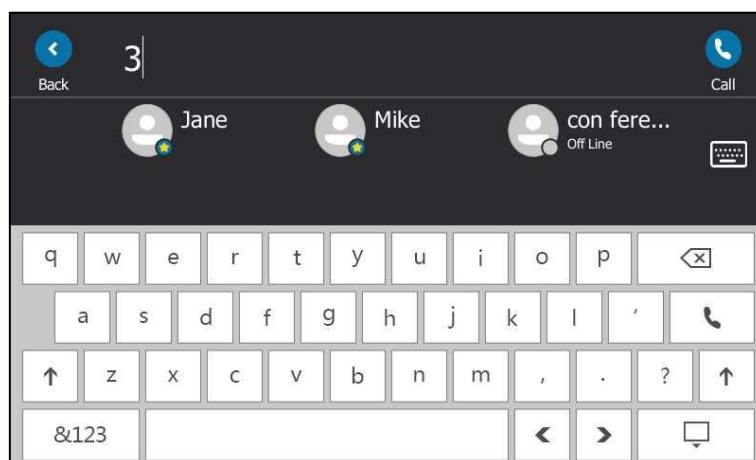 3
Back
Call
Jane
Mike
con fere...
Off Line
q w e r t y u i o p
a s d f g h j k l '
z x c v b n m , . ?
&123